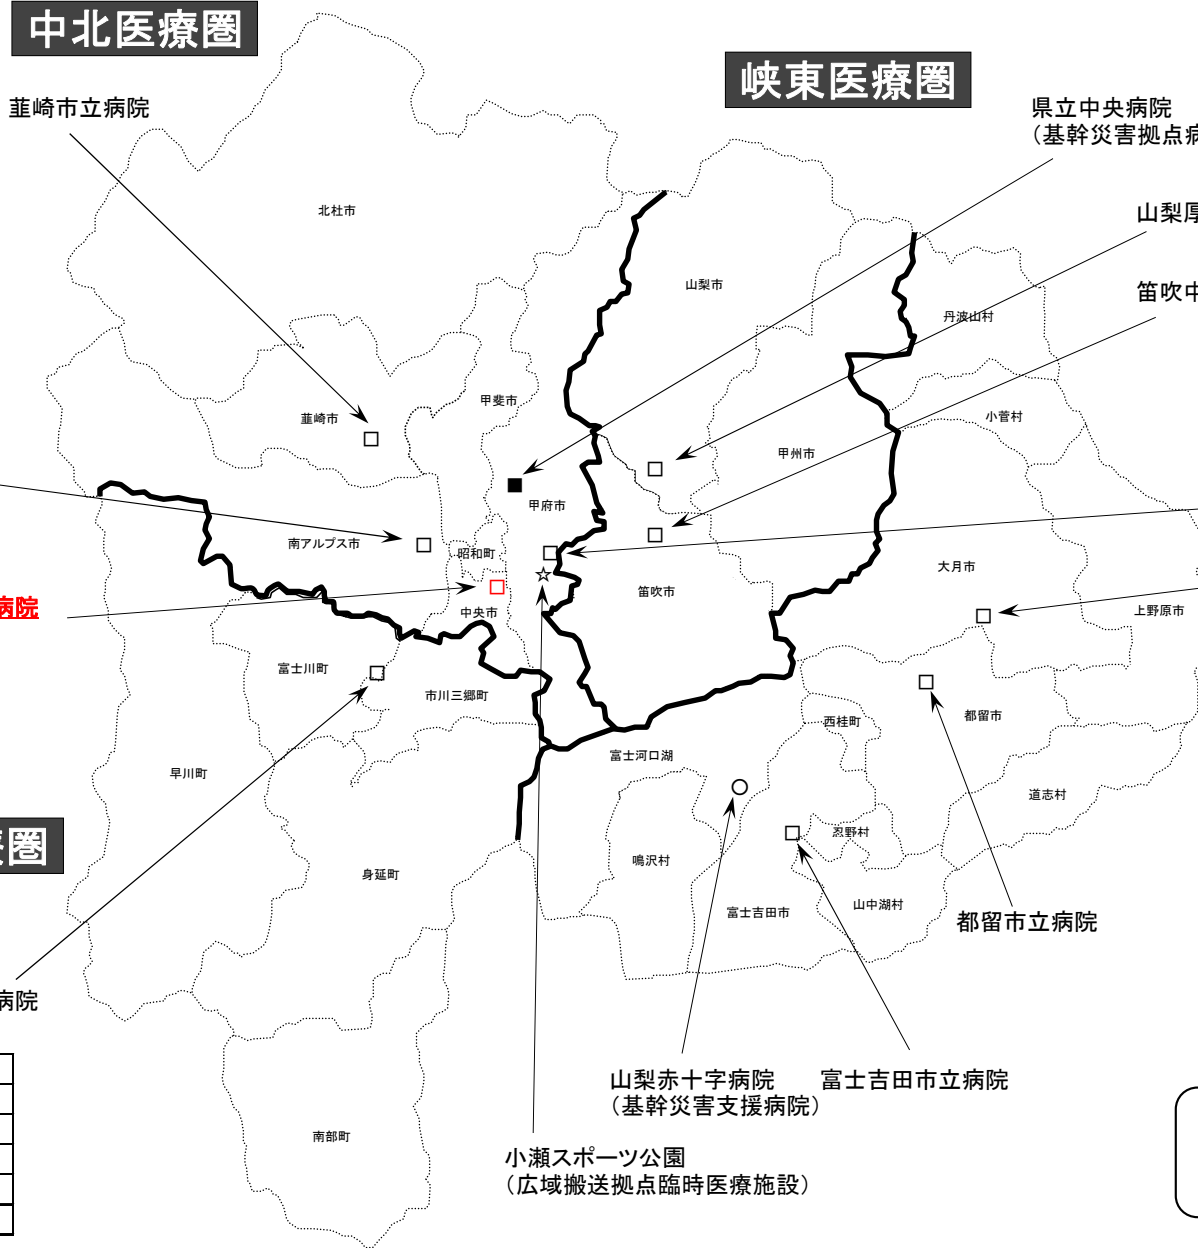 中北医療圏
峡東医療圏
韮崎市立病院
県立中央病院
（基幹災害拠点病
山梨厚
笛吹中
北杜市
山梨市
丹波山村
甲斐市
小菅村
韮崎市
甲州市
甲府市
南アルプス市
昭和町
大月市
笛吹市
病院
中央市
上野原市
富士川町
市川三郷町
西桂町
都留市
富士河口湖
早川町
道志村
忍野村
圏
鳴沢村
身延町
山中湖村
富士吉田市
都留市立病院
病院
山梨赤十字病院
（基幹災害支援病院）
富士吉田市立病院
南部町
小瀬スポーツ公園
（広域搬送拠点臨時医療施設）